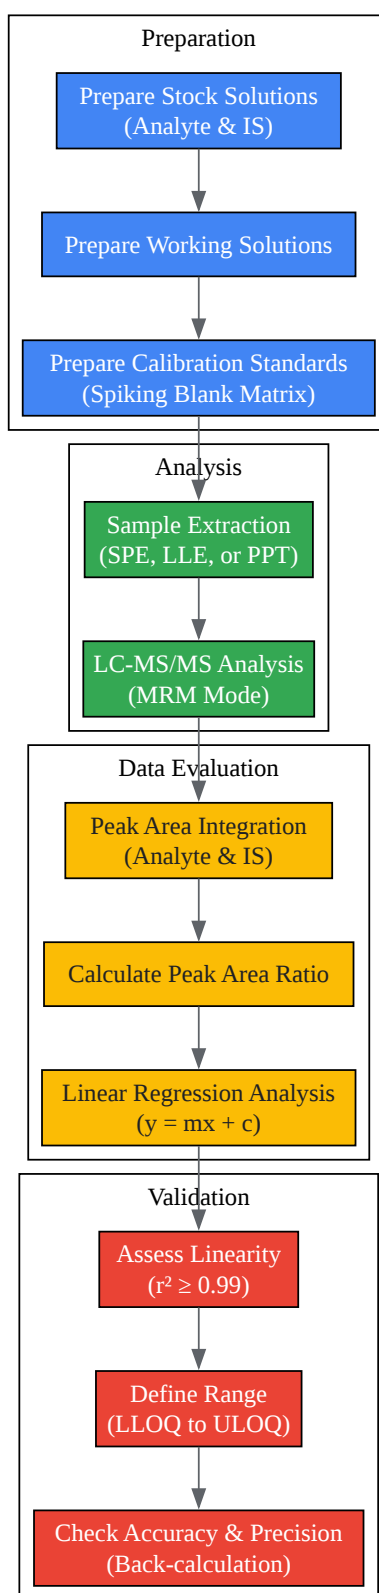 Preparation
Prepare Stock Solutions
(Analyte & IS)
Prepare Working Solutions
Prepare Calibration Standards
(Spiking Blank Matrix)
Analysis
Sample Extraction
(SPE, LLE, or PPT)
LC-MS/MS Analysis
(MRM Mode)
Data Evaluation
Peak Area Integration
(Analyte & IS)
Calculate Peak Area Ratio
Linear Regression Analysis
(y = mx + c)
Validation
Assess Linearity
(r² ≥ 0.99)
Define Range
(LLOQ to ULOQ)
Check Accuracy & Precision
(Back-calculation)